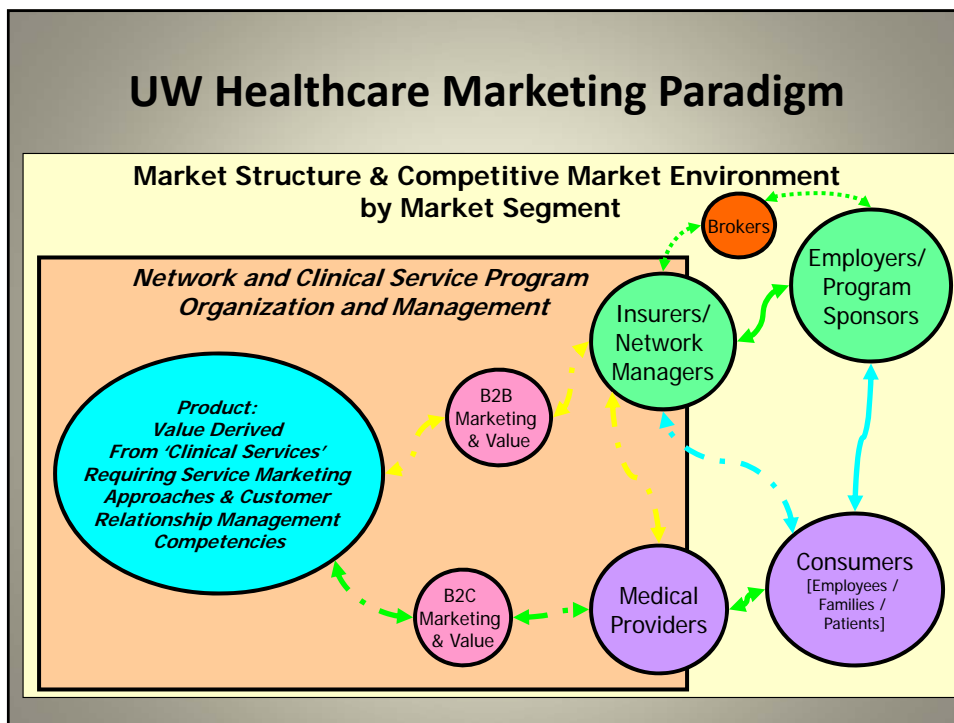 UW Healthcare Marketing Paradigm
Market Structure & Competitive Market Environment
by Market Segment
Brokers
Employers/
Program
Sponsors
Network and Clinical Service Program
Organization and Management
Insurers/
Network
Managers
B2B
Marketing
& Value
Product:
Value Derived
From ‘Clinical Services’
Requiring Service Marketing
Approaches & Customer
Relationship Management
Competencies
B2C
Marketing
& Value
Medical
Providers
Consumers
[Employees /
Families /
Patients]